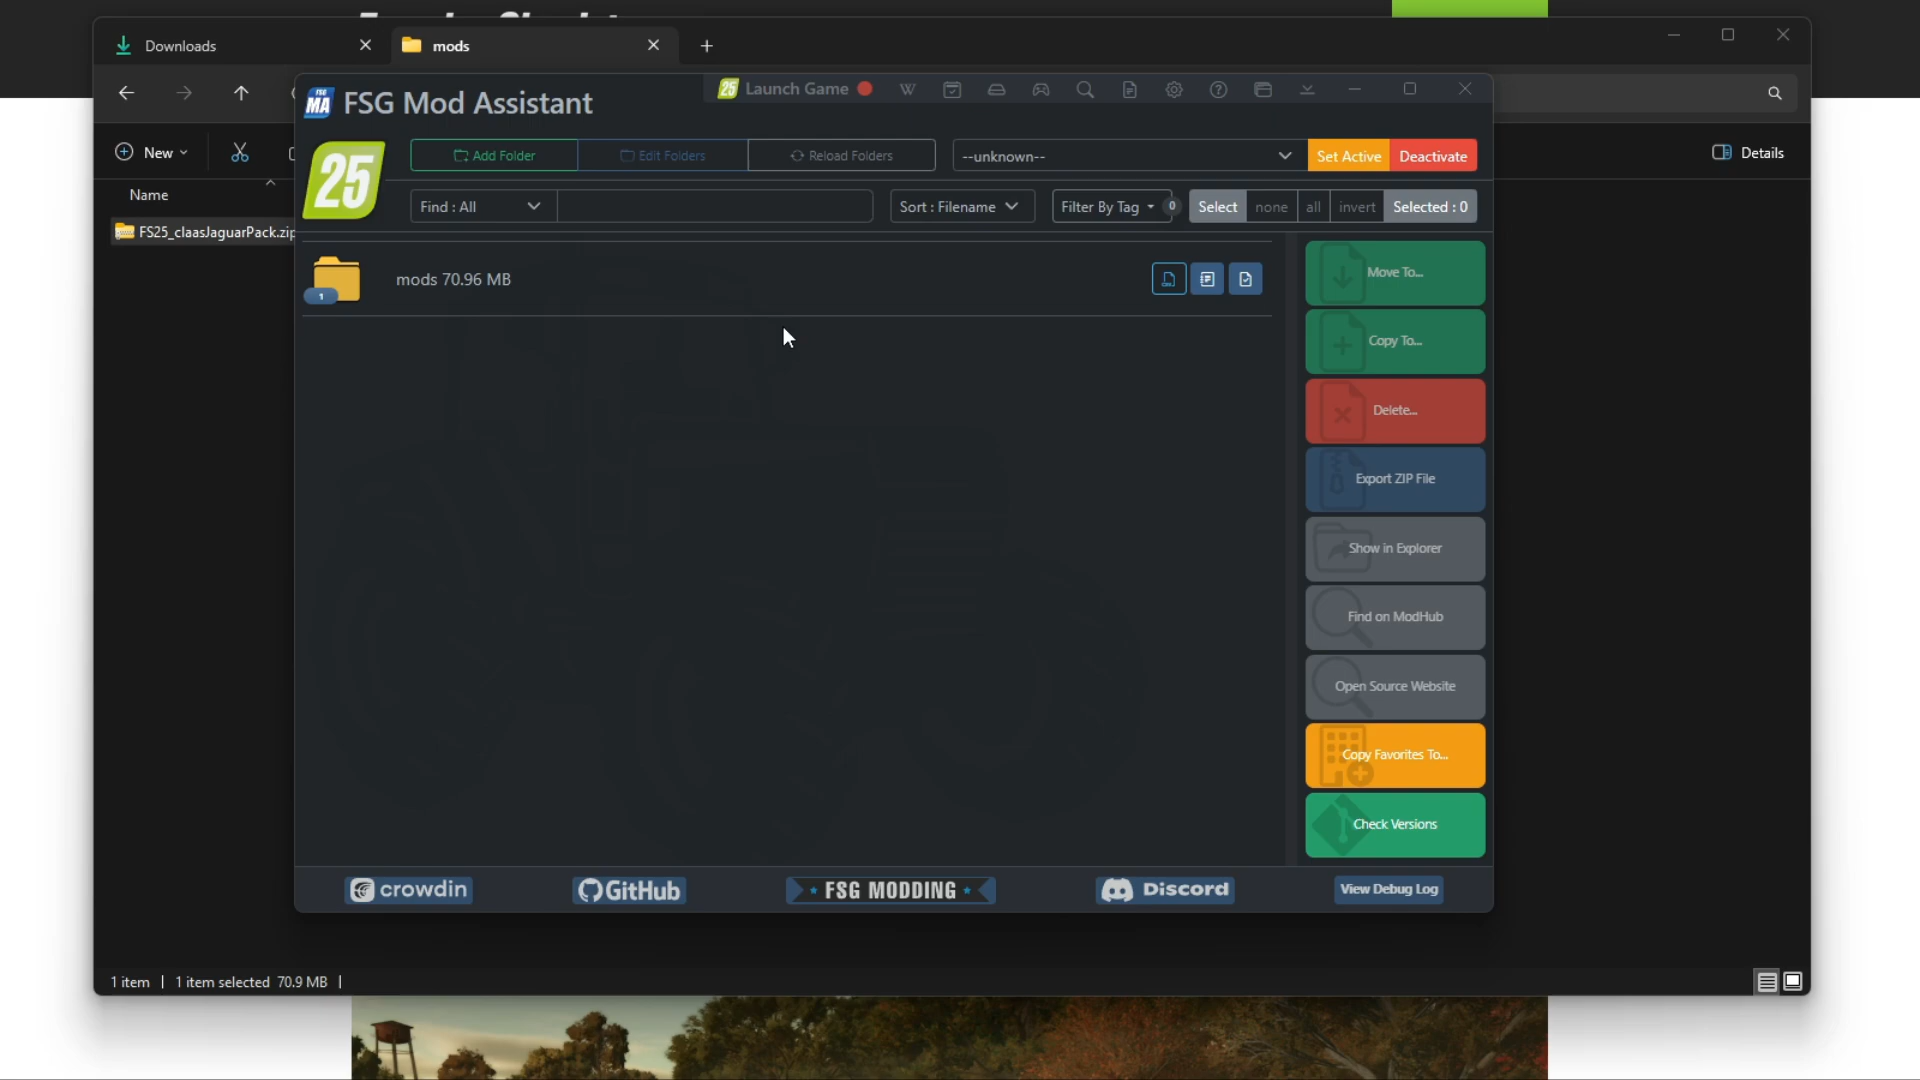 Downloads
mods
FSG
MA
FSG Mod Assistant
25 Launch Game
New
Details
25
Add Folder
Edit Folders
Reload Folders
--unknown--
Set Active
Deactivate
Name
Find : All
Sort : Filename
Filter By Tag
0
Select
none
all
invert
Selected : 0
FS25_claasJaguarPack.zip
1
mods 70.96 MB
Move To...
Copy To...
Delete...
Export ZIP File
Show in Explorer
Find on ModHub
Open Source Website
Copy Favorites To...
Check Versions
crowdin
GitHub
FSG MODDING
Discord
View Debug Log
1 item
1 item selected 70.9 MB